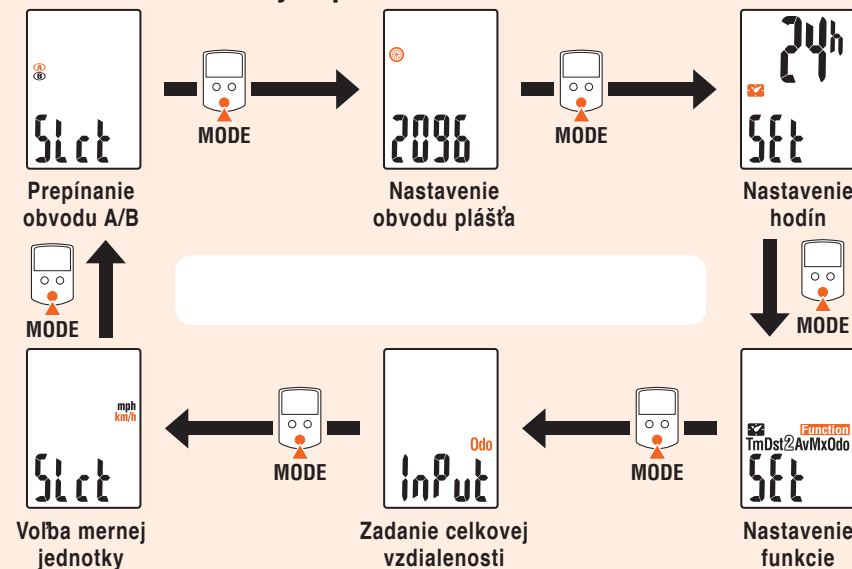 A
B
SLct
MODE
Prepínanie
obvodu A/B
2096
MODE
Nastavenie
obvodu plášťa
24h
SEt
Nastavenie
hodín
MODE
Function
TmDst2AvMxOdo
SEt
Nastavenie
funkcie
MODE
Odo
InPut
Zadanie celkovej
vzdialenosti
MODE
mph
km/h
SLct
Voľba mernej
jednotky
MODE